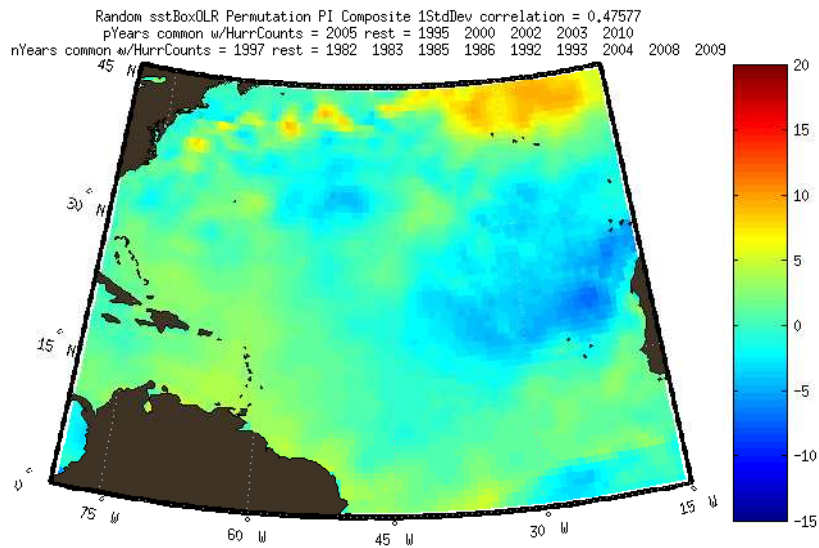 Random sstBoxOLR Permutation PI Composite 1StdDev correlation = 0.47577
pYears common w/HurrCounts = 2005 rest = 1995 2000 2002 2003 2010
nYears common w/HurrCounts = 1997 rest = 1982 1983 1985 1986 1992 1993 2004 2008 2009
45° N
30° N
15° N
0°
75° W
60° W
45° W
30° W
15° W
20
15
10
5
0
-5
-10
-15